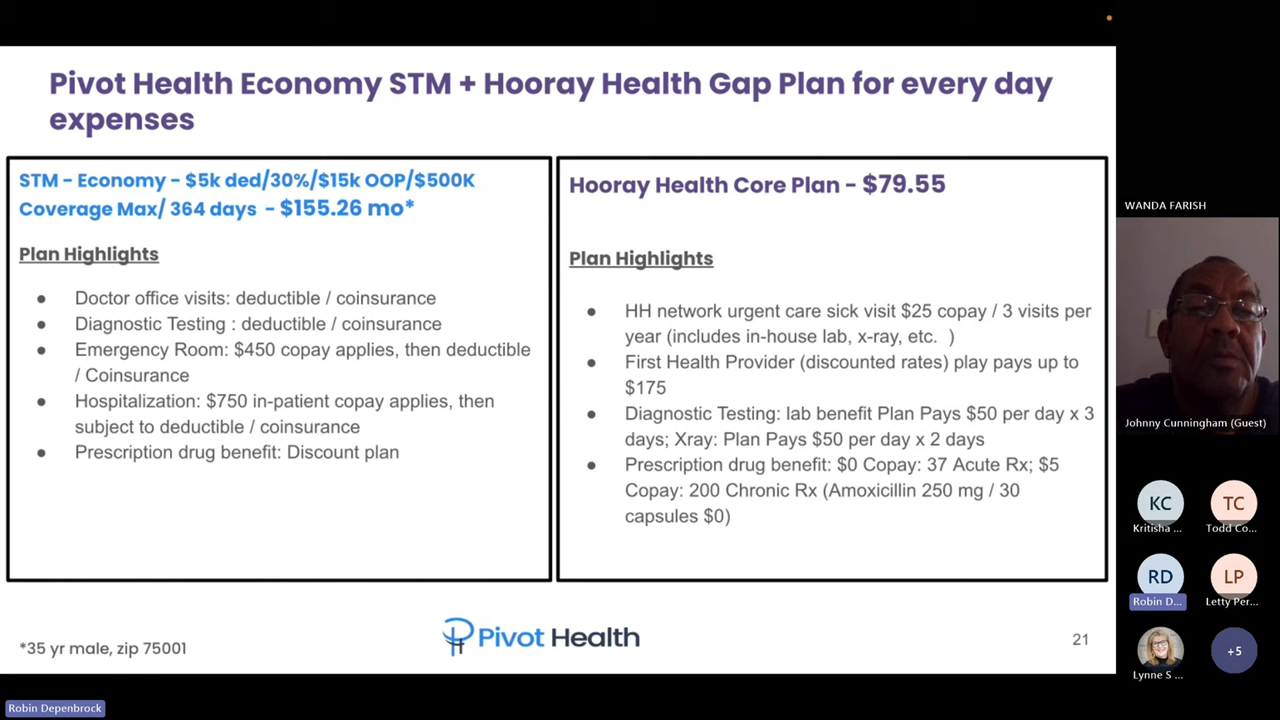 Pivot Health Economy STM + Hooray Health Gap Plan for every day
expenses
STM – Economy – $5k ded/30%/$15k OOP/$500K
Coverage Max/ 364 days – $155.26 mo*
Plan Highlights
● Doctor office visits: deductible / coinsurance
● Diagnostic Testing : deductible / coinsurance
● Emergency Room: $450 copay applies, then deductible
/ Coinsurance
● Hospitalization: $750 in-patient copay applies, then
subject to deductible / coinsurance
● Prescription drug benefit: Discount plan
Hooray Health Core Plan – $79.55
Plan Highlights
● HH network urgent care sick visit $25 copay / 3 visits per
year (includes in-house lab, x-ray, etc. )
● First Health Provider (discounted rates) play pays up to
$175
● Diagnostic Testing: lab benefit Plan Pays $50 per day x 3
days; Xray: Plan Pays $50 per day x 2 days
● Prescription drug benefit: $0 Copay: 37 Acute Rx; $5
Copay: 200 Chronic Rx (Amoxicillin 250 mg / 30
capsules $0)
*35 yr male, zip 75001
Pivot Health
21
WANDA FARISH
Johnny Cunningham (Guest)
KC
Kritisha ...
TC
Todd Co...
RD
Robin D...
LP
Letty Per...
Lynne S ...
+5
Robin Depenbrock